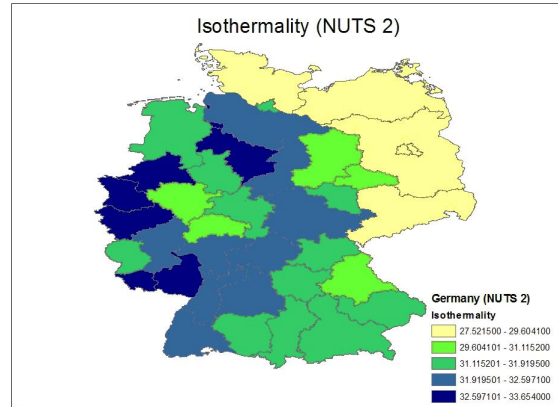 Isothermality (NUTS 2)
Germany (NUTS 2)
Isothermality
27.521500 - 29.604100
29.604101 - 31.115200
31.115201 - 31.919500
31.919501 - 32.597100
32.597101 - 33.654000